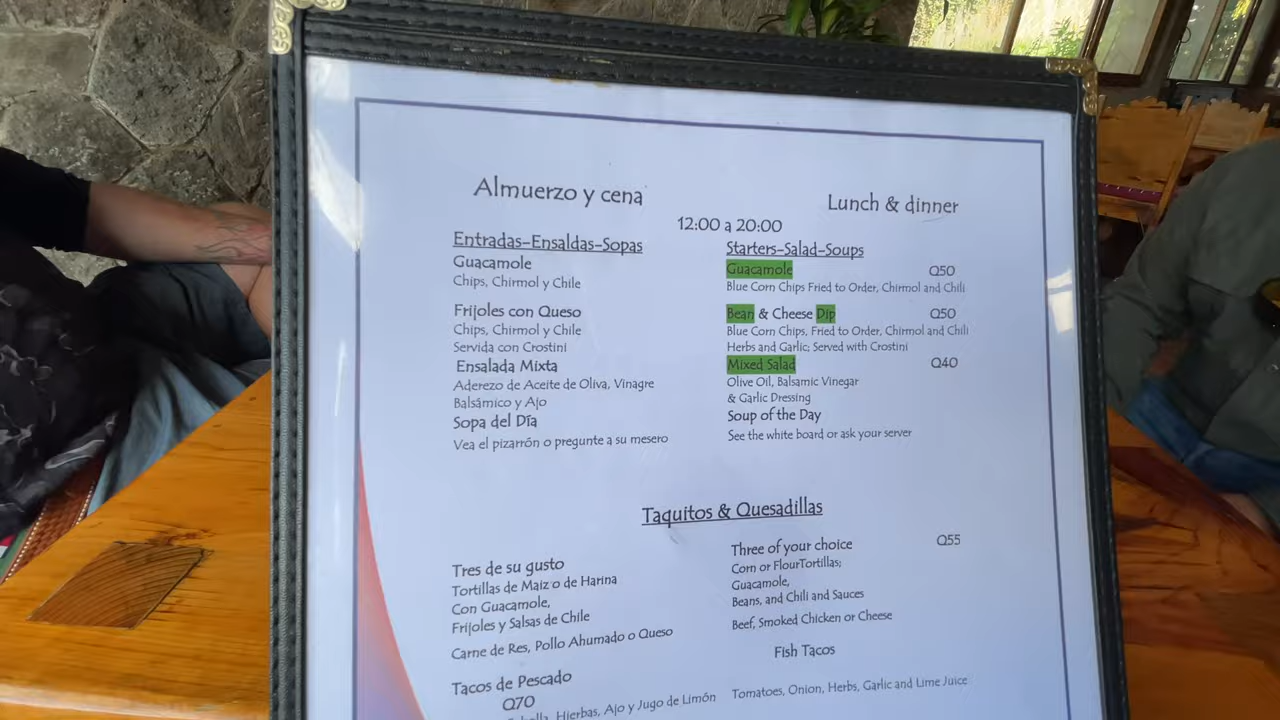 Almuerzo y cena
Lunch & dinner
12:00 a 20:00
Entradas-Ensaldas-Sopas
Guacamole
Chips, Chirmol y Chile
Frijoles con Queso
Chips, Chirmol y Chile
Servida con Crostini
Ensalada Mixta
Aderezo de Aceite de Oliva, Vinagre
Balsámico y Ajo
Sopa del Día
Vea el pizarrón o pregunte a su mesero
Starters-Salad-Soups
Guacamole Q50
Blue Corn Chips Fried to Order, Chirmol and Chili
Bean & Cheese Dip Q50
Blue Corn Chips, Fried to Order, Chirmol and Chili
Herbs and Garlic; Served with Crostini
Mixed Salad Q40
Olive Oil, Balsamic Vinegar
& Garlic Dressing
Soup of the Day
See the white board or ask your server
Taquitos & Quesadillas
Tres de su gusto
Tortillas de Maiz o de Harina
Con Guacamole,
Frijoles y Salsas de Chile
Carne de Res, Pollo Ahumado o Queso
Tacos de Pescado
Q70
Hierbas, Ajo y Jugo de Limón
Three of your choice Q55
Corn or FlourTortillas;
Guacamole,
Beans, and Chili and Sauces
Beef, Smoked Chicken or Cheese
Fish Tacos
Tomatoes, Onion, Herbs, Garlic and Lime Juice